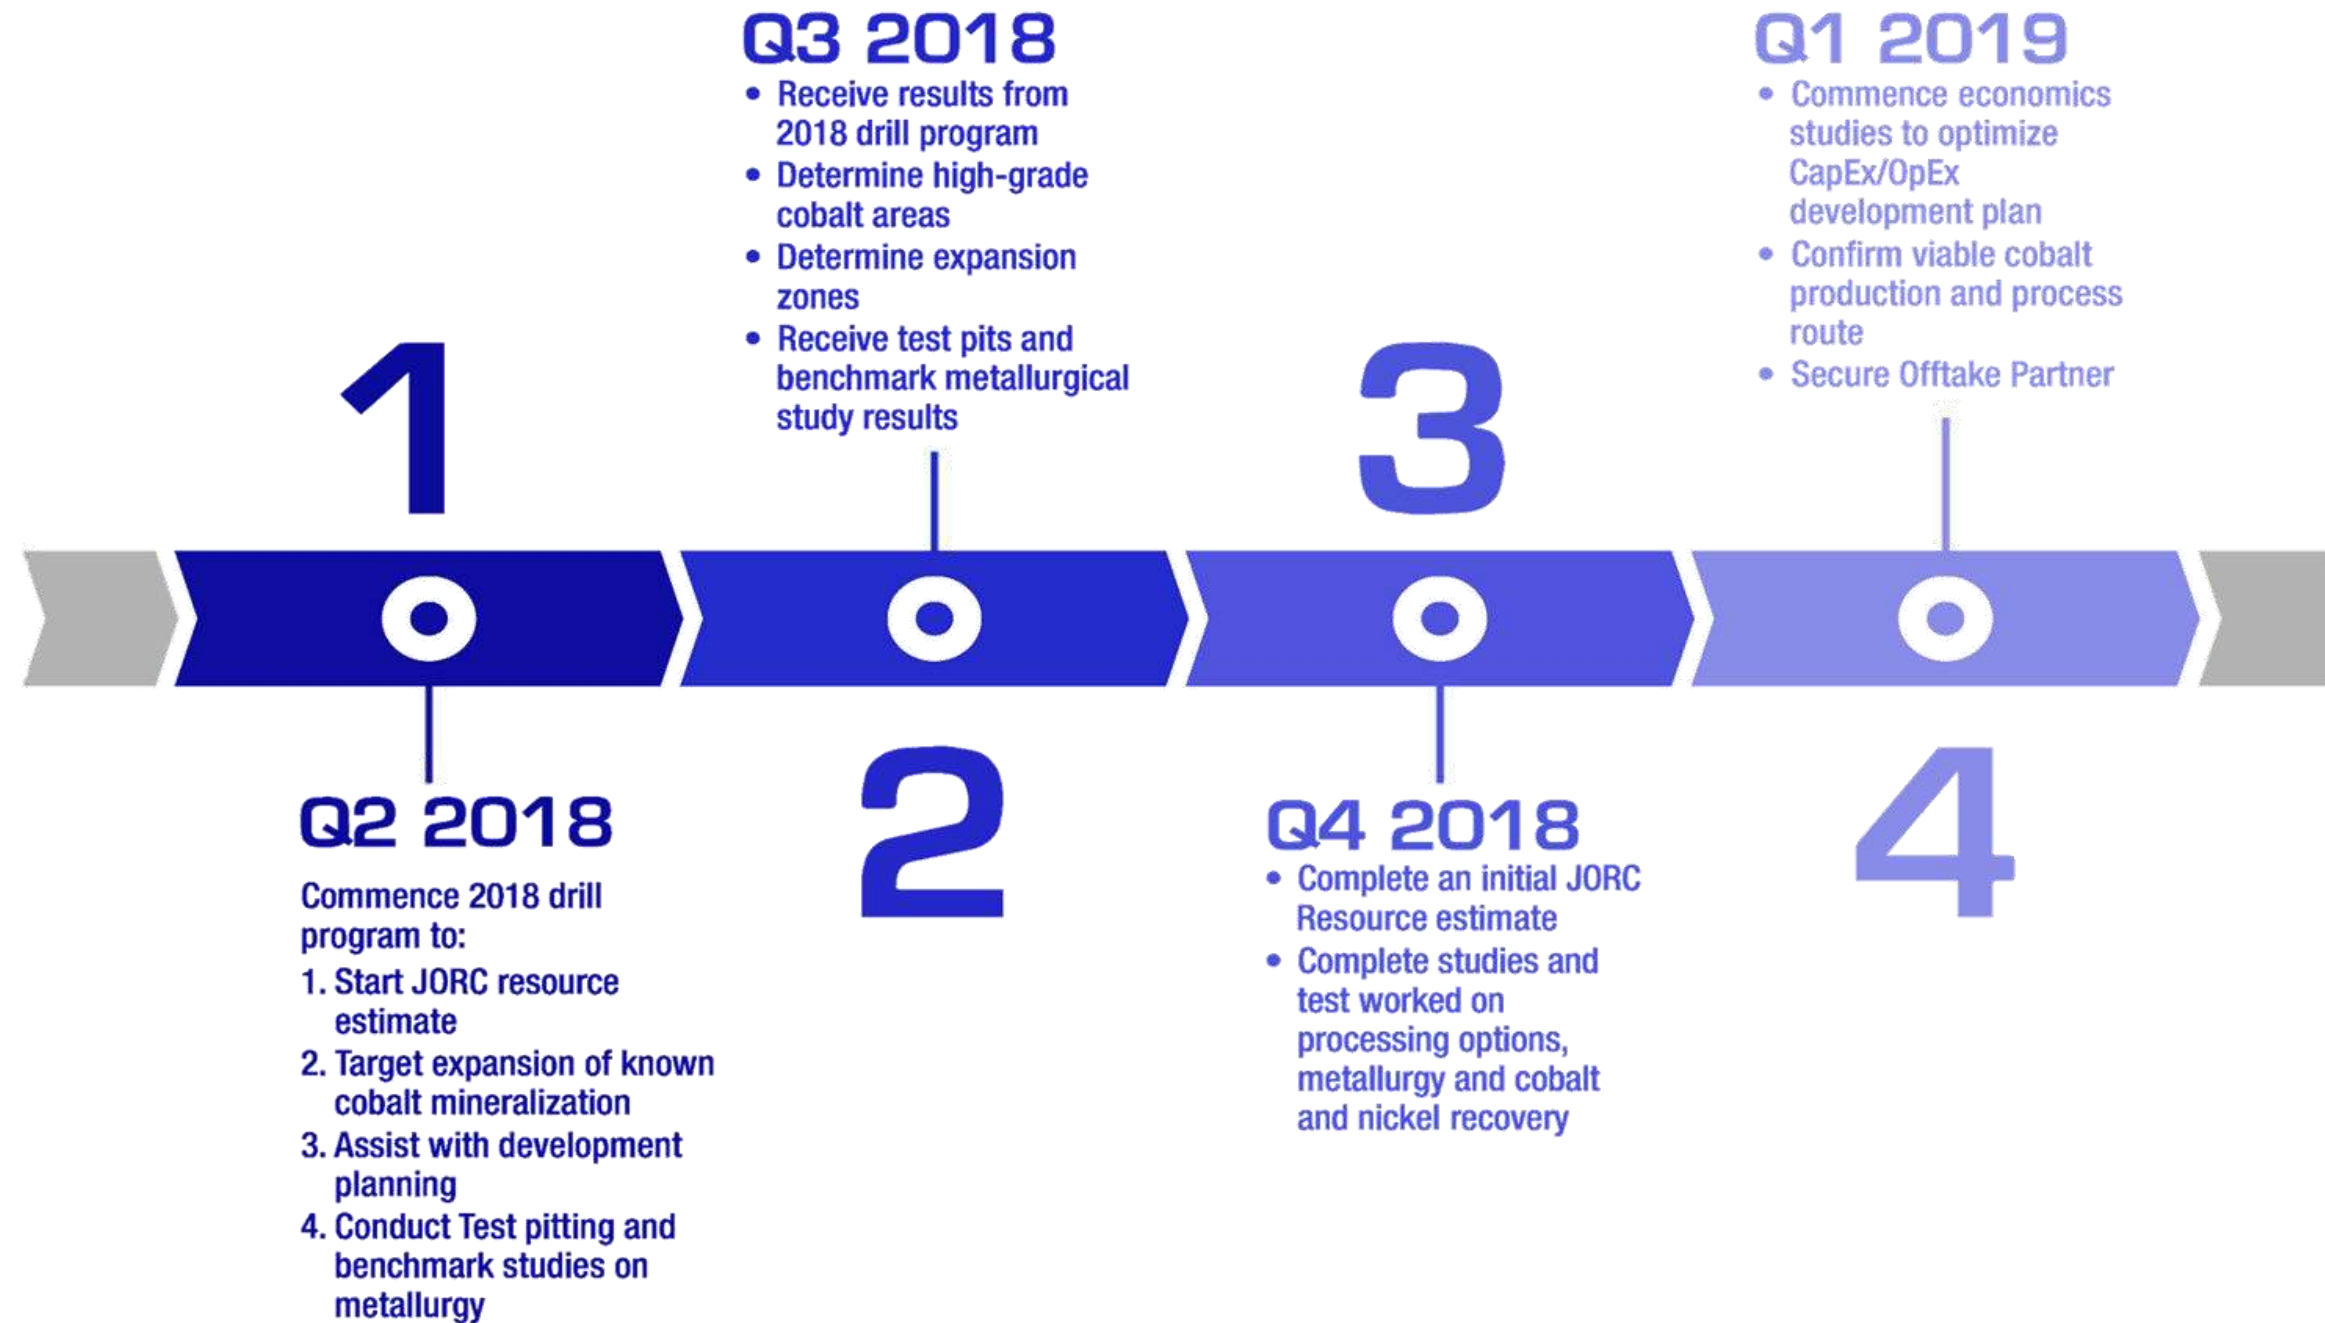 1
Q2 2018
Commence 2018 drill
program to:
1. Start JORC resource
estimate
2. Target expansion of known
cobalt mineralization
3. Assist with development
planning
4. Conduct Test pitting and
benchmark studies on
metallurgy
Q3 2018
• Receive results from
2018 drill program
• Determine high-grade
cobalt areas
• Determine expansion
zones
• Receive test pits and
benchmark metallurgical
study results
2
3
Q4 2018
• Complete an initial JORC
Resource estimate
• Complete studies and
test worked on
processing options,
metallurgy and cobalt
and nickel recovery
Q1 2019
• Commence economics
studies to optimize
CapEx/OpEx
development plan
• Confirm viable cobalt
production and process
route
• Secure Offtake Partner
4